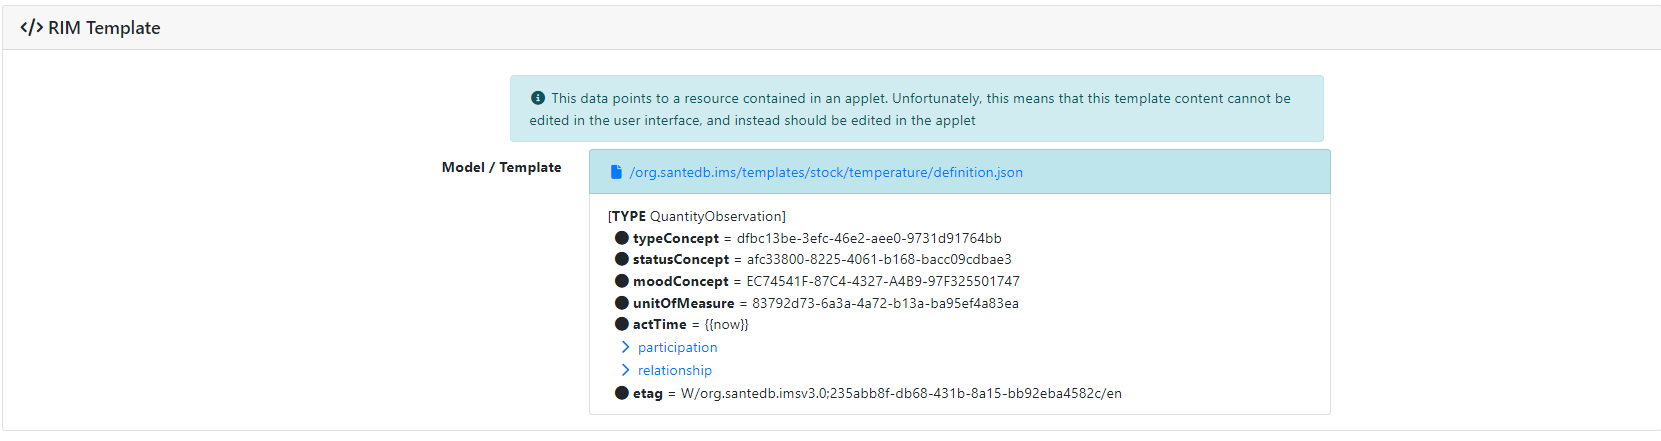 </> RIM Template
This data points to a resource contained in an applet. Unfortunately, this means that this template content cannot be
edited in the user interface, and instead should be edited in the applet
Model / Template
/org.santedb.ims/templates/stock/temperature/definition.json
[TYPE QuantityObservation]
typeConcept = dfbc13be-3efc-46e2-aee0-9731d91764bb
statusConcept = afc33800-8225-4061-b168-bacc09cdbae3
moodConcept = EC74541F-87C4-4327-A4B9-97F325501747
unitOfMeasure = 83792d73-6a3a-4a72-b13a-ba95ef4a83ea
actTime = {{now}}
participation
relationship
etag = W/org.santedb.imsv3.0;235abb8f-db68-431b-8a15-bb92eba4582c/en